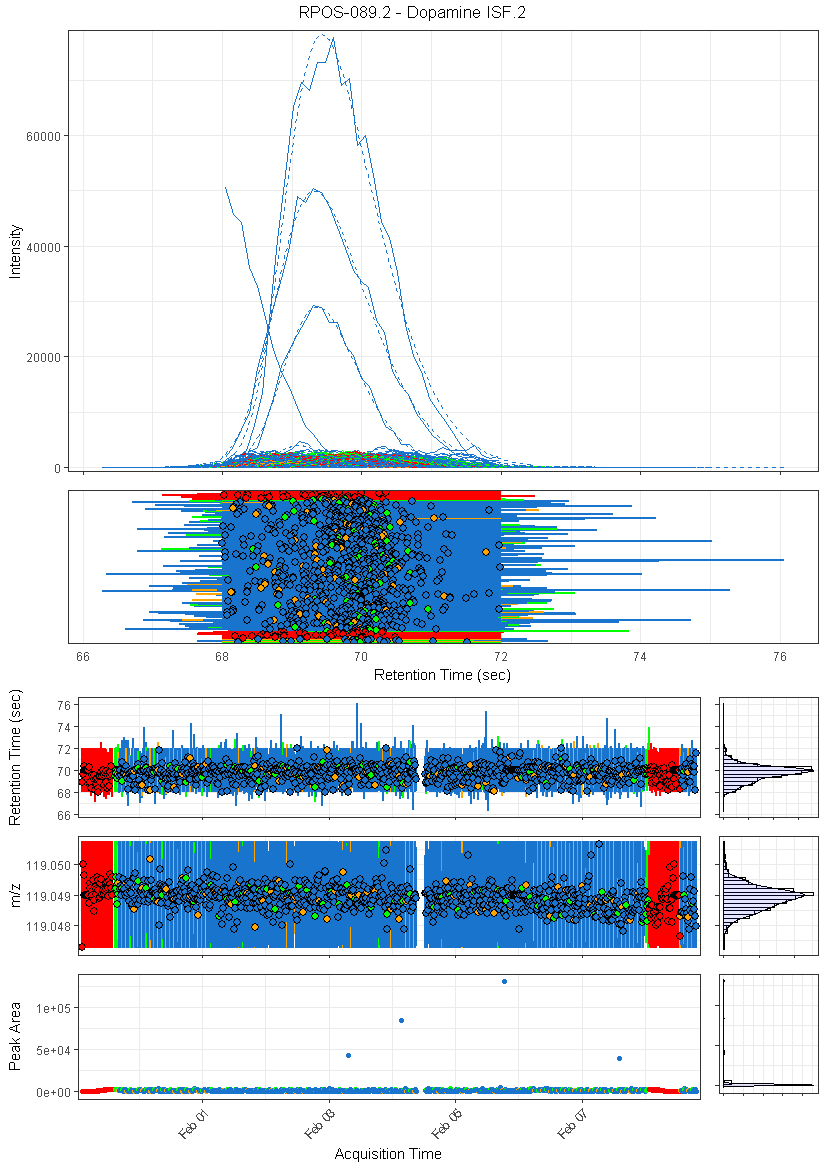 RPOS-089.2 - Dopamine ISF.2
60000
40000
20000
0
Intensity
66 68 70 72 74 76
Retention Time (sec)
76
74
72
70
68
66
Retention Time (sec)
119.050
119.049
119.048
m/z
1e+05
5e+04
0e+00
Peak Area
Feb 01 Feb 03 Feb 05 Feb 07
Acquisition Time